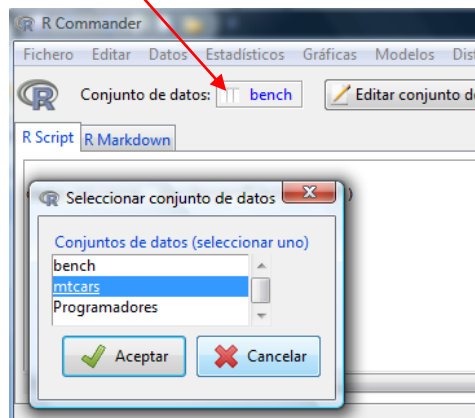 R Commander
Fichero Editar Datos Estadísticos Gráficas Modelos
Conjunto de datos: bench Editar conjunto
R Script R Markdown
)
Seleccionar conjunto de datos
Conjuntos de datos (seleccionar uno)
bench
mtcars
Programadores
Aceptar Cancelar